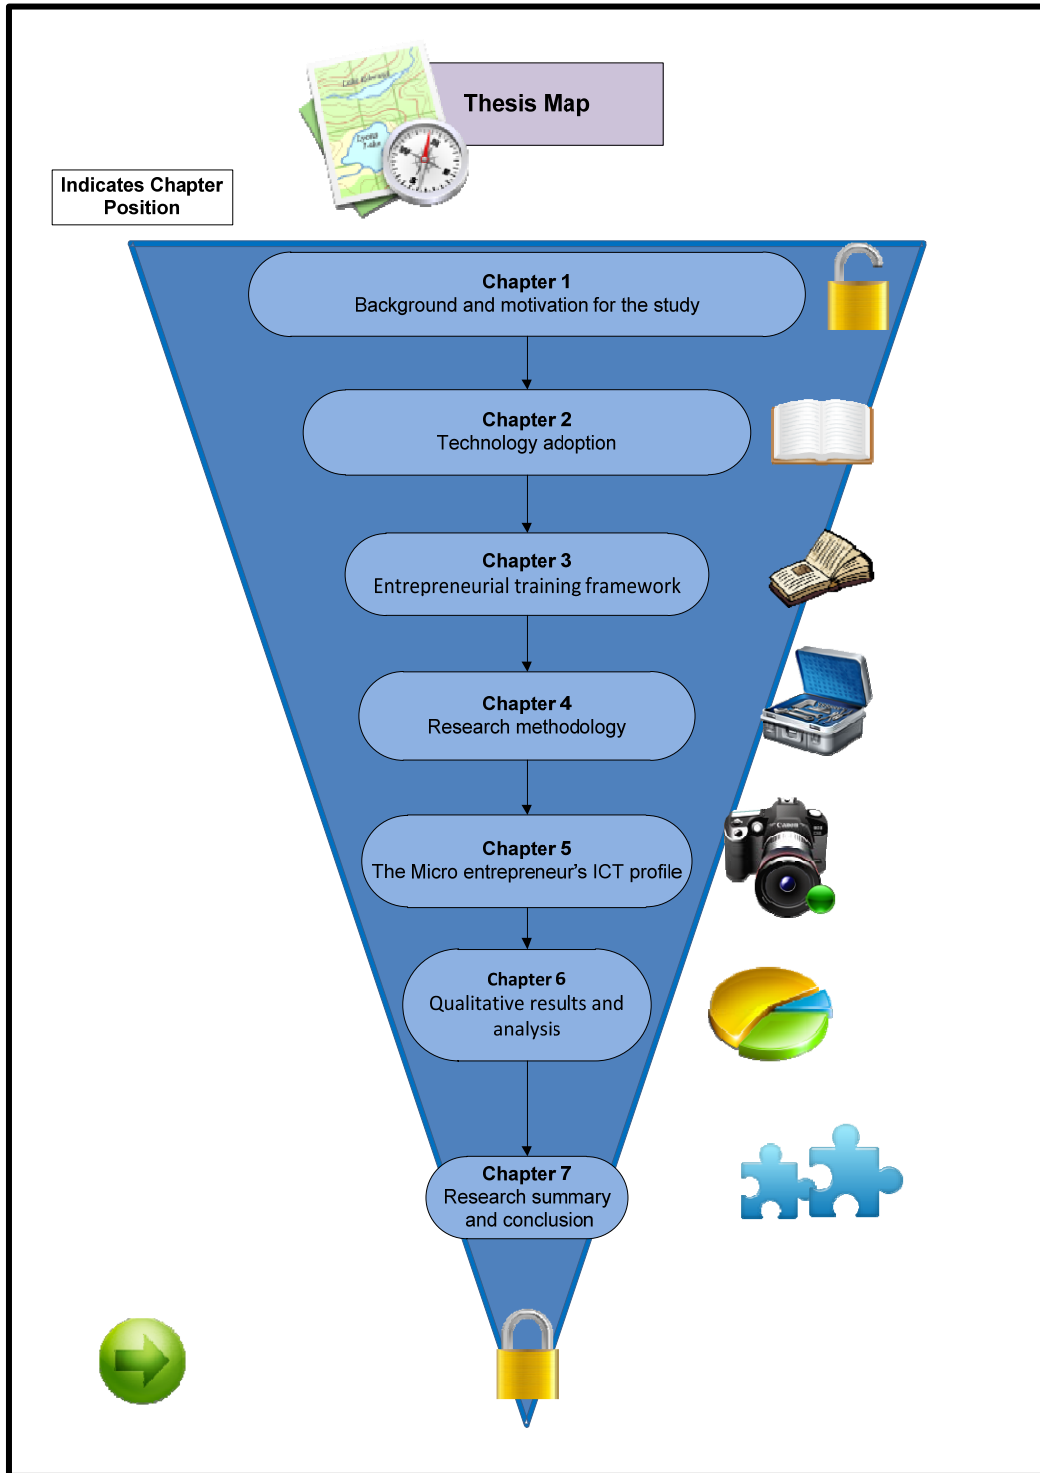 Thesis Map
Indicates Chapter
Position
Chapter 1
Background and motivation for the study
Chapter 2
Technology adoption
Chapter 3
Entrepreneurial training framework
Chapter 4
Research methodology
Chapter 5
The Micro entrepreneur's ICT profile
Canon
Chapter 6
Qualitative results and
analysis
Chapter 7
Research summary
and conclusion